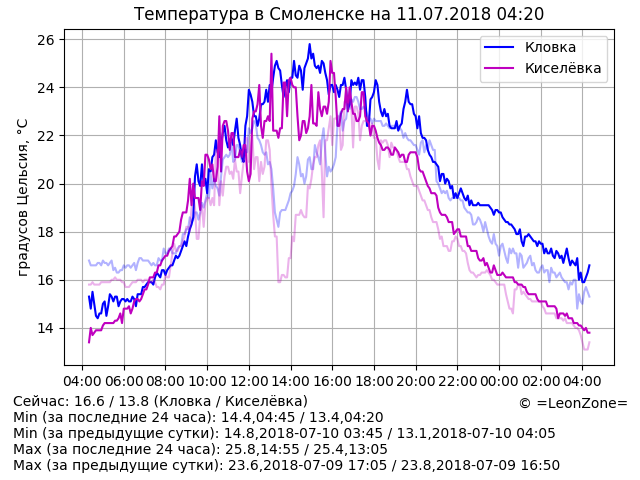 Температура в Смоленске на 11.07.2018 04:20
Кловка
Киселёвка
градусов Цельсия, °C
26
24
22
20
18
16
14
04:00 06:00 08:00 10:00 12:00 14:00 16:00 18:00 20:00 22:00 00:00 02:00 04:00
Сейчас: 16.6 / 13.8 (Кловка / Киселёвка)
© =LeonZone=
Min (за последние 24 часа): 14.4,04:45 / 13.4,04:20
Min (за предыдущие сутки): 14.8,2018-07-10 03:45 / 13.1,2018-07-10 04:05
Max (за последние 24 часа): 25.8,14:55 / 25.4,13:05
Max (за предыдущие сутки): 23.6,2018-07-09 17:05 / 23.8,2018-07-09 16:50